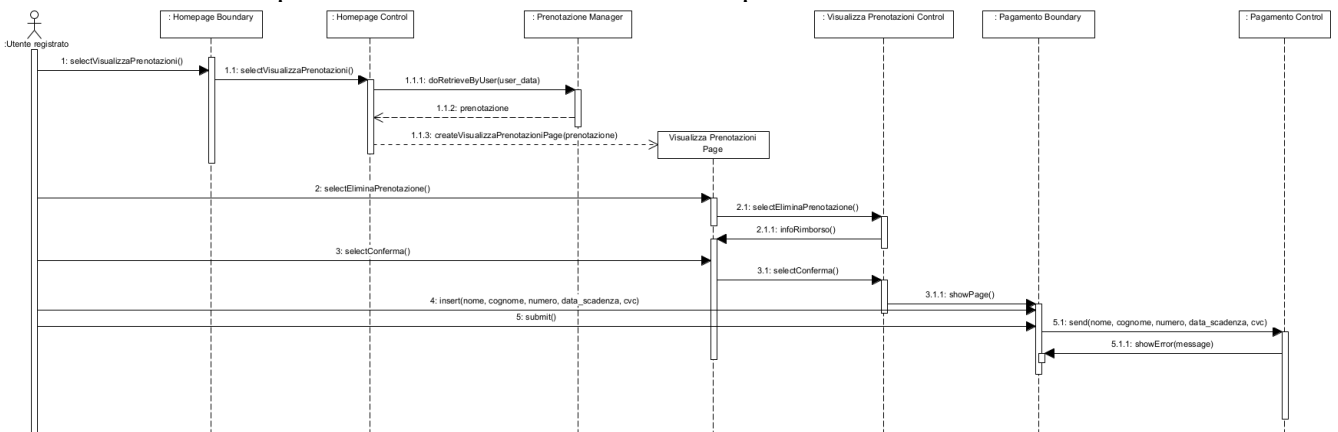 : Homepage Boundary
: Homepage Control
: Prenotazione Manager
: Visualizza Prenotazioni Control
: Pagamento Boundary
: Pagamento Control
:Utente registrato
1: selectVisualizzaPrenotazioni()
1.1: selectVisualizzaPrenotazioni()
1.1.1: doRetrieveByUser(user_data)
1.1.2: prenotazione
1.1.3: createVisualizzaPrenotazioniPage(prenotazione)
Visualizza Prenotazioni
Page
2: selectEliminaPrenotazione()
2.1: selectEliminaPrenotazione()
2.1.1: infoRimborso()
3: selectConferma()
3.1: selectConferma()
3.1.1: showPage()
4: insert(nome, cognome, numero, data_scadenza, cvc)
5: submit()
5.1: send(nome, cognome, numero, data_scadenza, cvc)
5.1.1: showError(message)